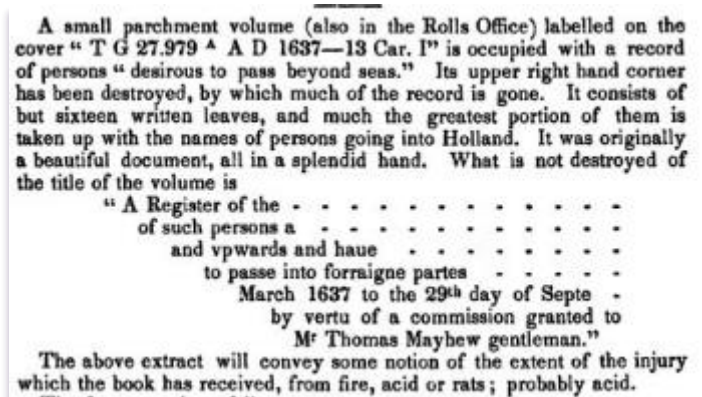 A small parchment volume (also in the Rolls Office) labelled on the
cover “ T G 27.979 ᴬ A D 1637—13 Car. I” is occupied with a record
of persons “ desirous to pass beyond seas.” Its upper right hand corner
has been destroyed, by which much of the record is gone. It consists of
but sixteen written leaves, and much the greatest portion of them is
taken up with the names of persons going into Holland. It was originally
a beautiful document, all in a splendid hand. What is not destroyed of
the title of the volume is
“ A Register of the - - - - - - - - - - - -
of such persons a - - - - - - - - - - -
and vpwards and haue - - - - - - - -
to passe into forraigne partes - - - - -
March 1637 to the 29th day of Septe -
by vertu of a commission granted to
Mr Thomas Mayhew gentleman.”
The above extract will convey some notion of the extent of the injury
which the book has received, from fire, acid or rats ; probably acid.